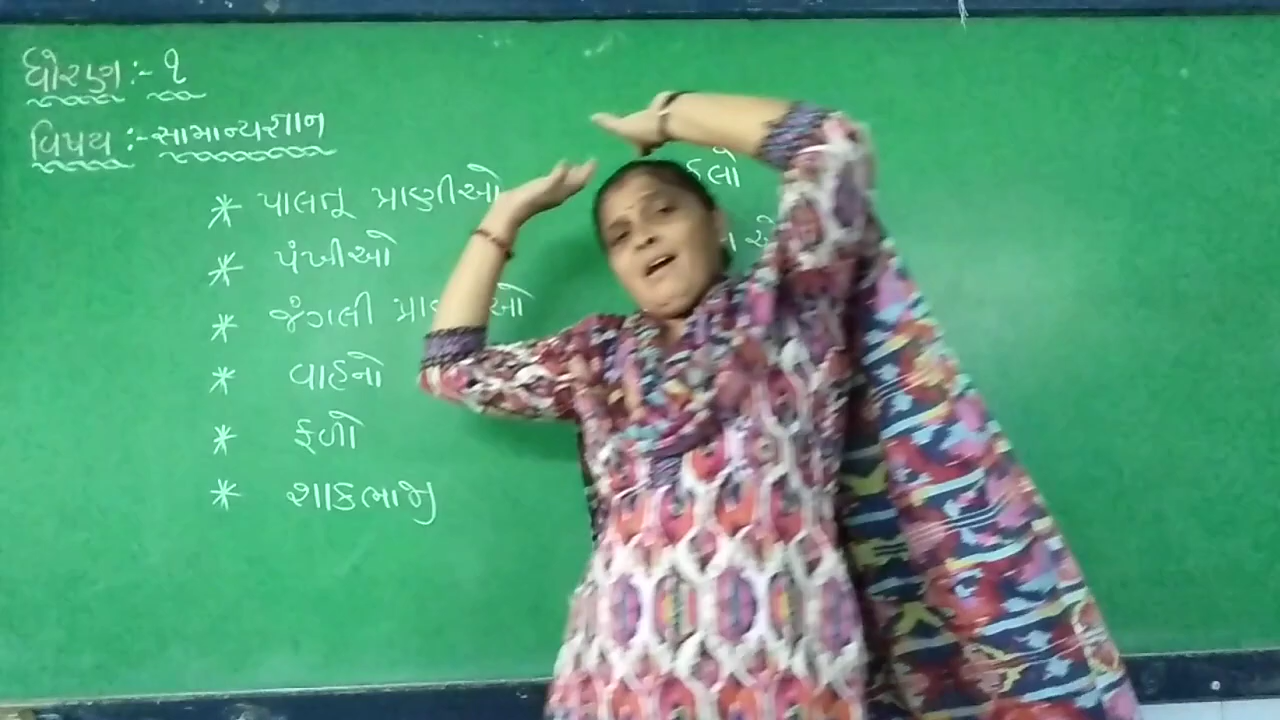 ધોરણ :- ૧
વિષય :- સામાન્યજ્ઞાન
* પાલતૂ પ્રાણીઓ
* પંખીઓ
* જંગલી
* વાહનો
* ફળો
* શાકભાજી